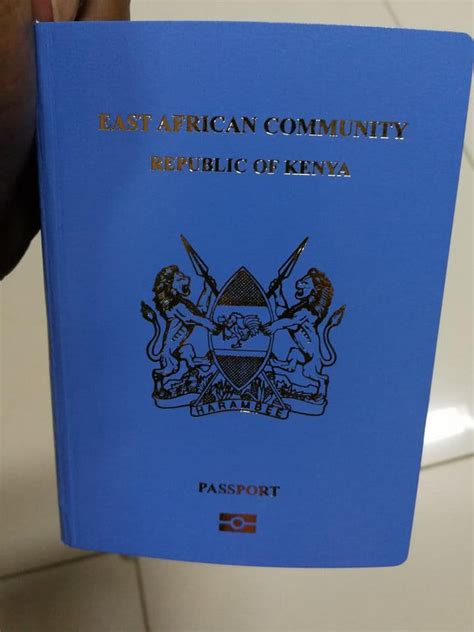 EAST AFRICAN COMMUNITY
REPUBLIC OF KENYA
HARAMBEE
PASSPORT